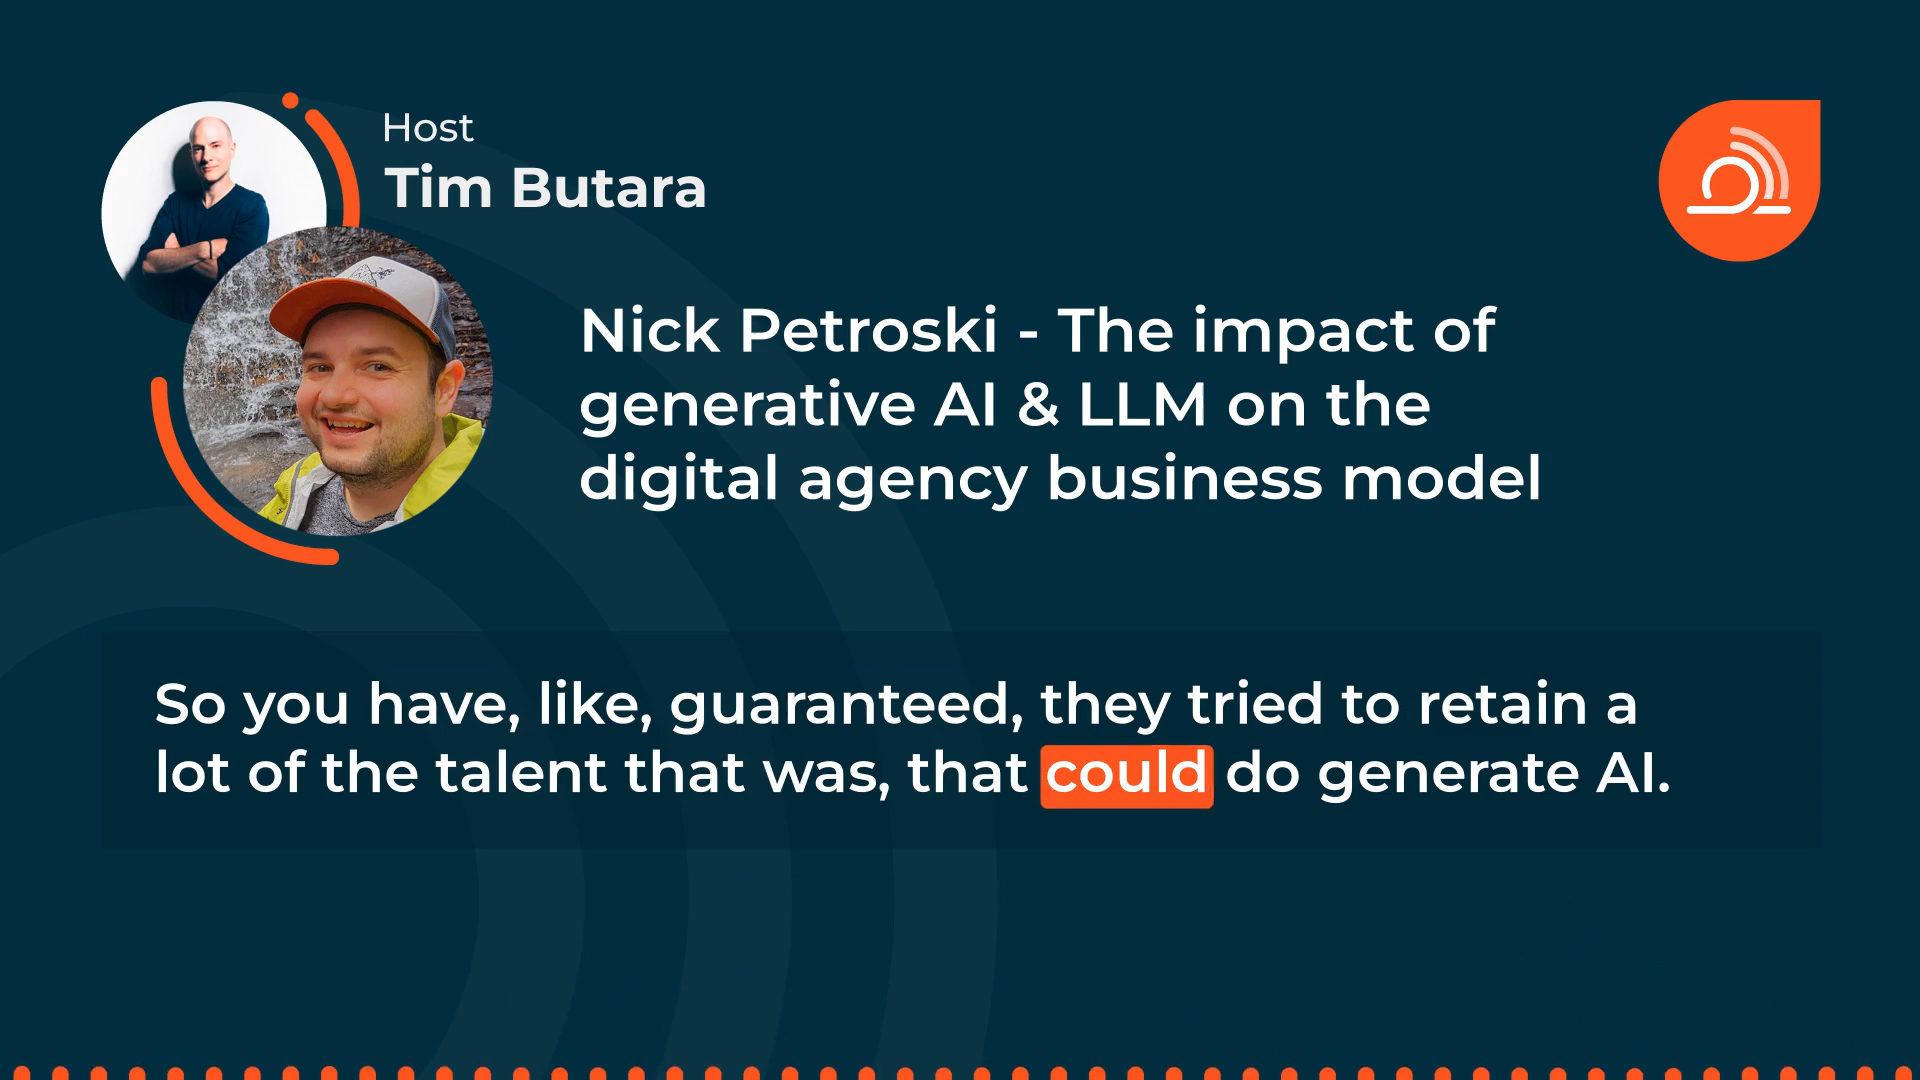 Host
Tim Butara
Nick Petroski - The impact of
generative AI & LLM on the
digital agency business model
So you have, like, guaranteed, they tried to retain a
lot of the talent that was, that could do generate AI.